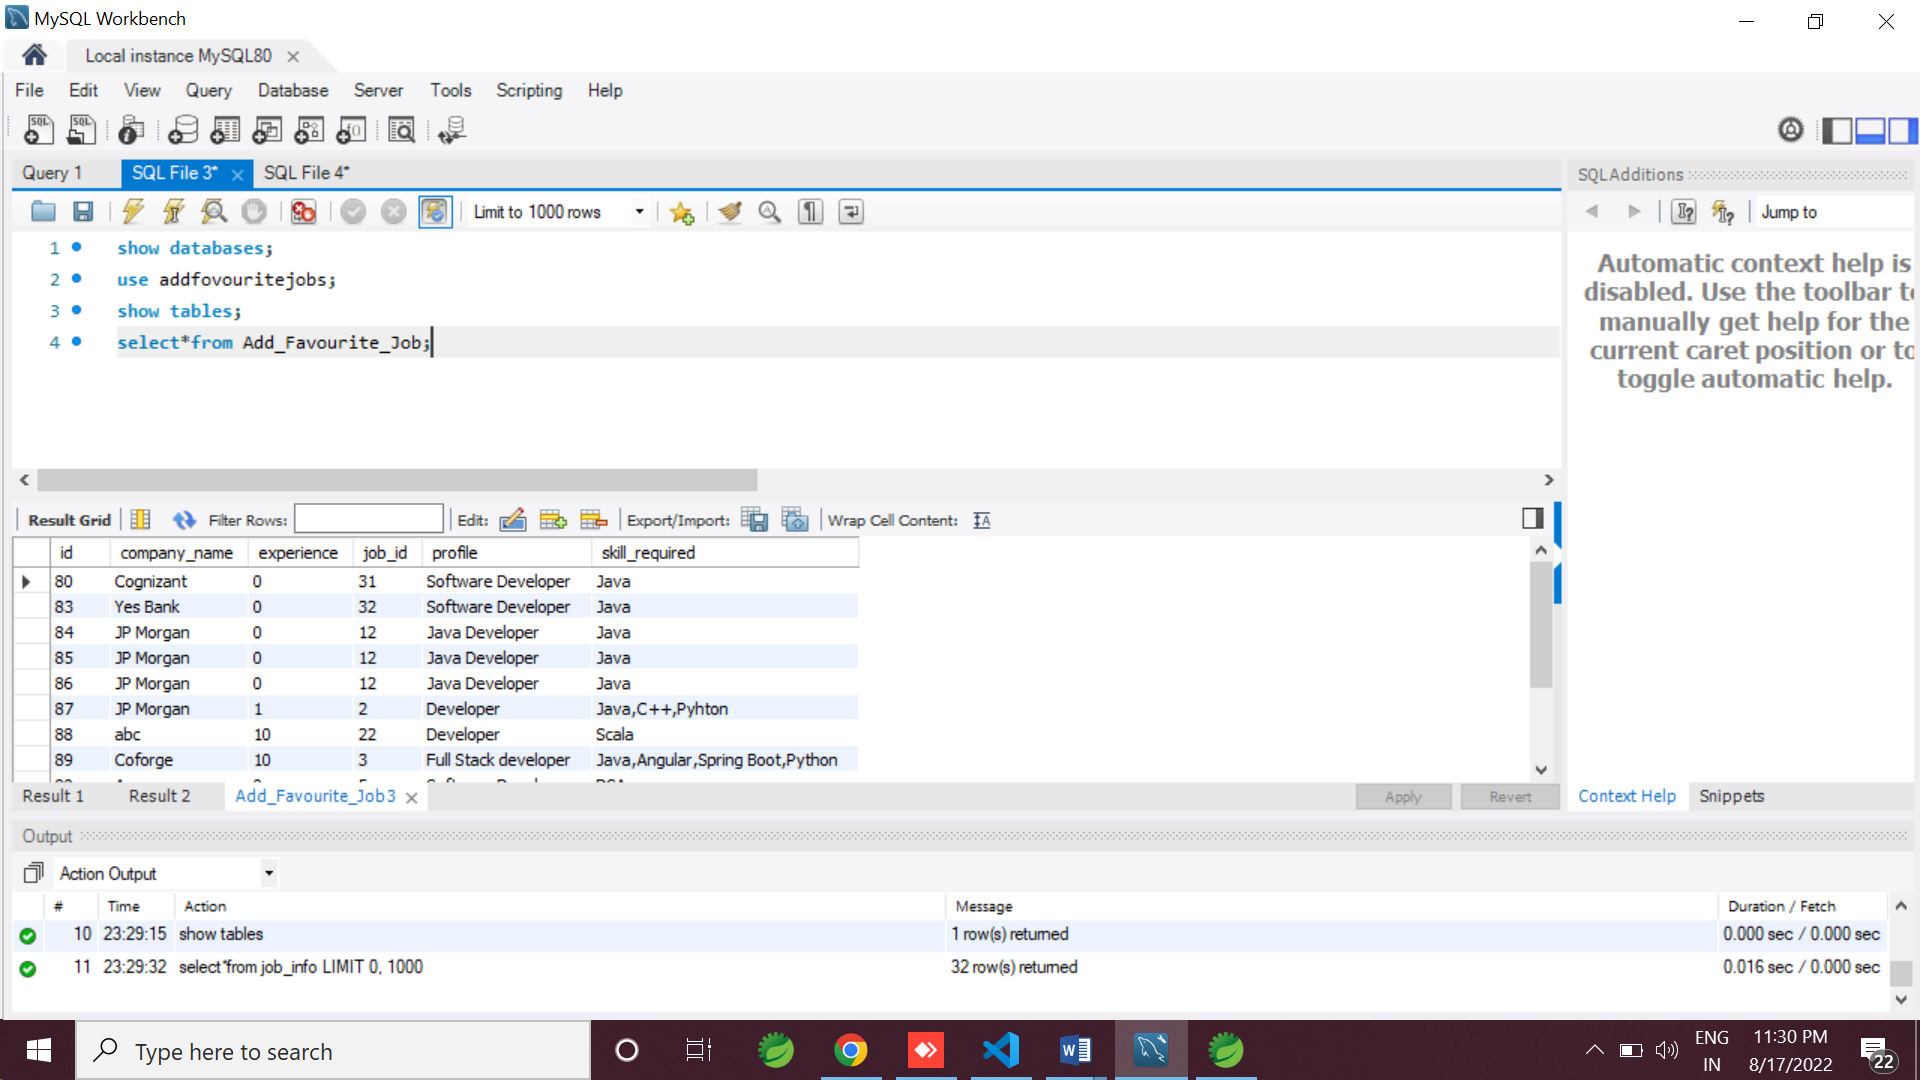 MySQL Workbench
Local instance MySQL80
File Edit View Query Database Server Tools Scripting Help
Query 1 SQL File 3* SQL File 4*
SQLAdditions
Limit to 1000 rows
Jump to
1 show databases;
2 use addfovouritejobs;
3 show tables;
4 select*from Add_Favourite_Job;
Automatic context help is
disabled. Use the toolbar
manually get help for the
current caret position or to
toggle automatic help.
Result Grid Filter Rows: Edit: Export/Import: Wrap Cell Content:
id company_name experience job_id profile skill_required
80 Cognizant 0 31 Software Developer Java
83 Yes Bank 0 32 Software Developer Java
84 JP Morgan 0 12 Java Developer Java
85 JP Morgan 0 12 Java Developer Java
86 JP Morgan 0 12 Java Developer Java
87 JP Morgan 1 2 Developer Java,C++,Pyhton
88 abc 10 22 Developer Scala
89 Coforge 10 3 Full Stack developer Java,Angular,Spring Boot,Python
Result 1 Result 2 Add_Favourite_Job3
Apply Revert
Context Help Snippets
Output
Action Output
# Time Action Message Duration / Fetch
10 23:29:15 show tables 1 row(s) returned 0.000 sec / 0.000 sec
11 23:29:32 select*from job_info LIMIT 0, 1000 32 row(s) returned 0.016 sec / 0.000 sec
Type here to search
ENG
IN
11:30 PM
8/17/2022
22